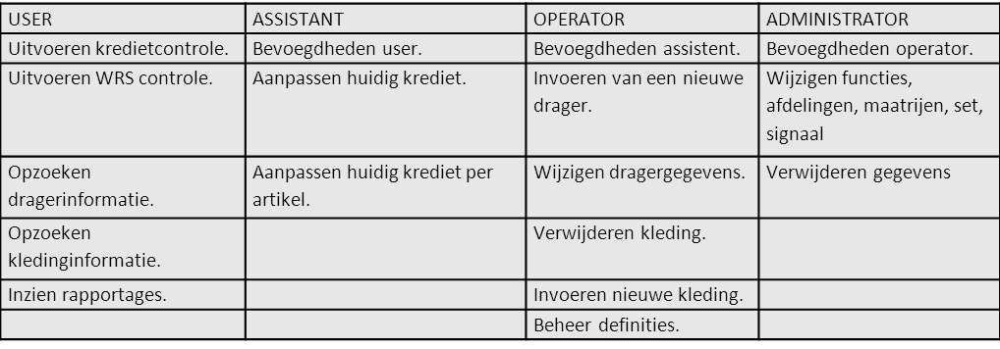 USER ASSISTANT OPERATOR ADMINISTRATOR
Uitvoeren kredietcontrole. Bevoegdheden user. Bevoegdheden assistent. Bevoegdheden operator.
Uitvoeren WRS controle. Aanpassen huidig krediet. Invoeren van een nieuwe Wijzigen functies,
drager. afdelingen, maatrijen, set,
signaal
Opzoeken Aanpassen huidig krediet per Wijzigen dragergegevens. Verwijderen gegevens
dragerinformatie. artikel.
Opzoeken Verwijderen kleding.
kledinginformatie.
Inzien rapportages. Invoeren nieuwe kleding.
Beheer definities.